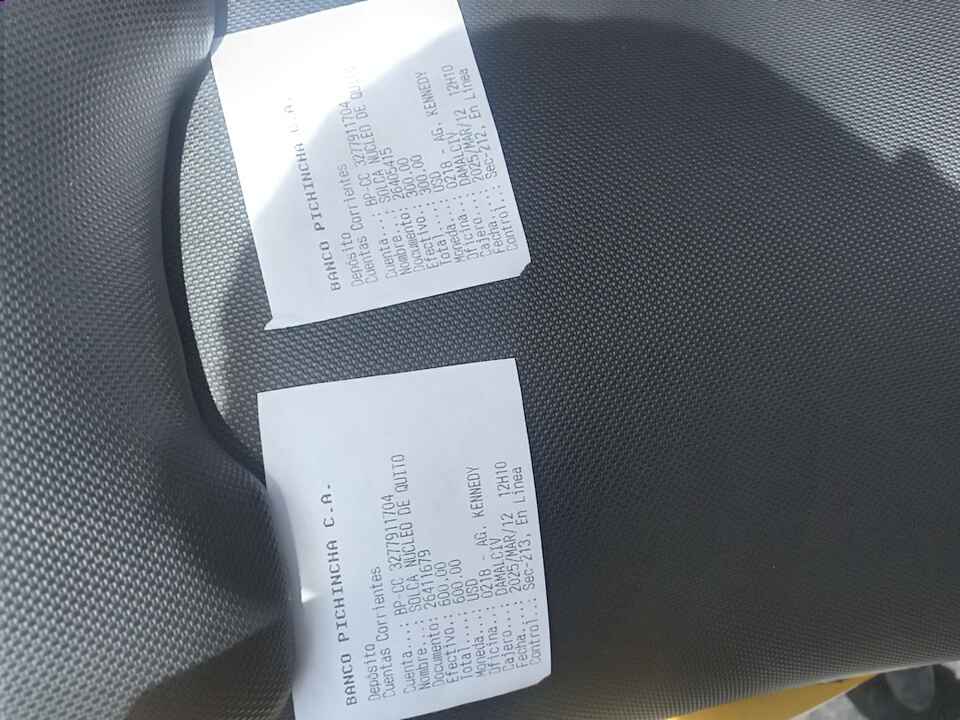 BANCO PICHINCHA C.A.
Depósito
Cuentas Corrientes
Cuenta...: BP-CC 3277911704
Nombre...: SOLCA NUCLEO DE QUITO
Documento: 26405415
Efectivo.: 300.00
Total....: 300.00
Moneda...: USD
Oficina..: 021B - AG. KENNEDY
Cajero...: DAMALCIV
Fecha....: 2025/MAR/12 12H10
Control..: Sec-212, En Linea
BANCO PICHINCHA C.A.
Depósito
Cuentas Corrientes
Cuenta...: BP-CC 3277911704
Nombre...: SOLCA NUCLEO DE QUITO
Documento: 26411679
Efectivo.: 600.00
Total....: 600.00
Moneda...: USD
Oficina..: 021B - AG. KENNEDY
Cajero...: DAMALCIV
Fecha....: 2025/MAR/12 12H10
Control..: Sec-213, En Linea